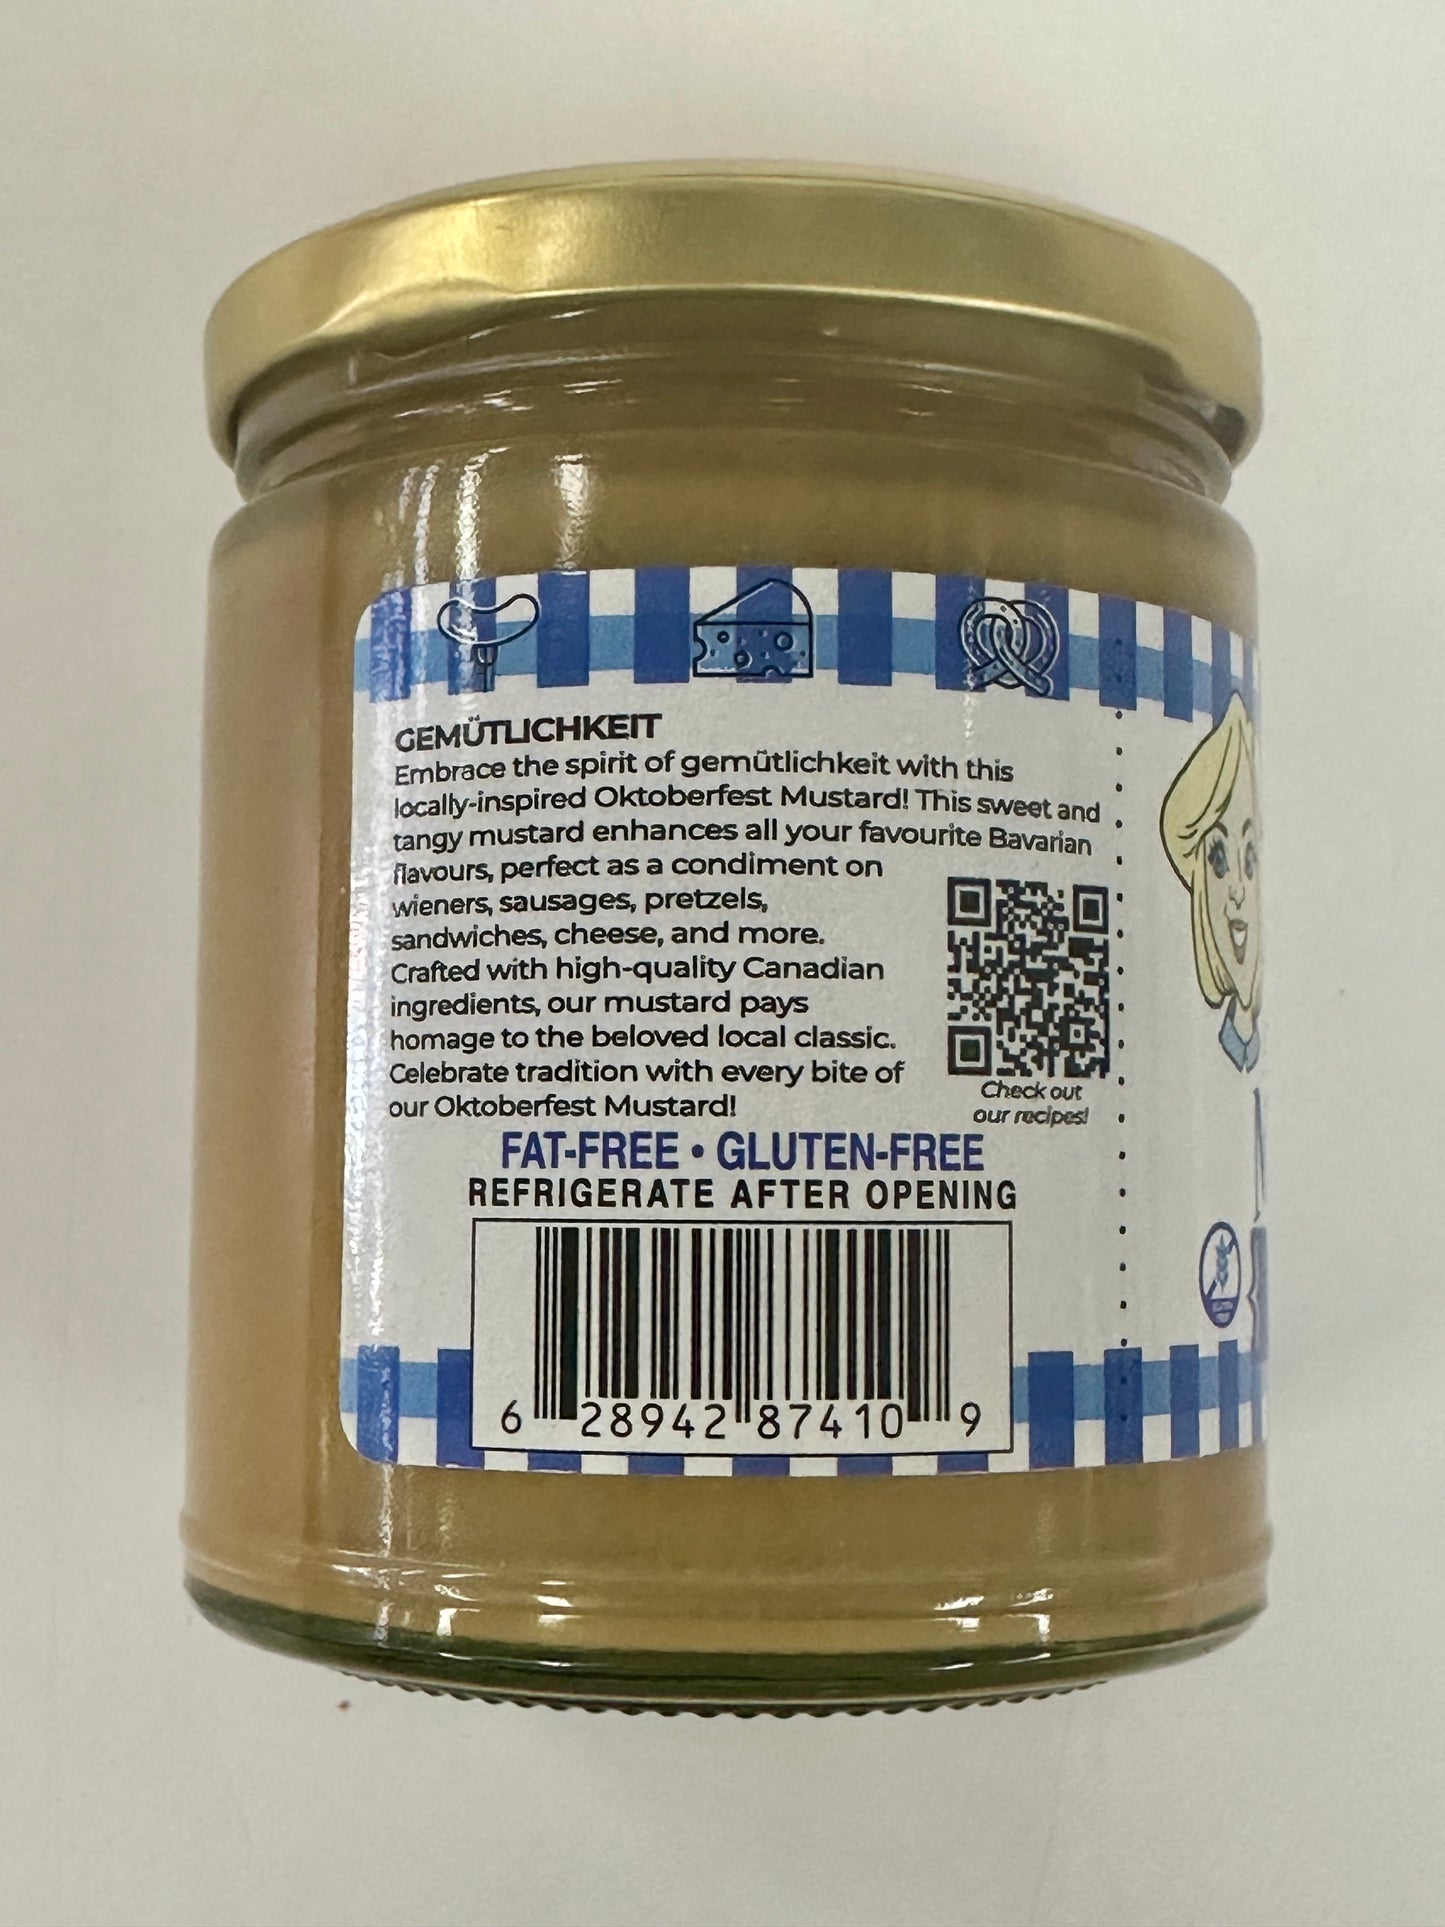 GEMÜTLICHKEIT
Embrace the spirit of gemütlichkeit with this
locally-inspired Oktoberfest Mustard! This sweet and
tangy mustard enhances all your favourite Bavarian
flavours, perfect as a condiment on
wieners, sausages, pretzels,
sandwiches, cheese, and more.
Crafted with high-quality Canadian
ingredients, our mustard pays
homage to the beloved local classic.
Celebrate tradition with every bite of
our Oktoberfest Mustard!
Check out
our recipes!
FAT-FREE • GLUTEN-FREE
REFRIGERATE AFTER OPENING
6 28942 87410 9